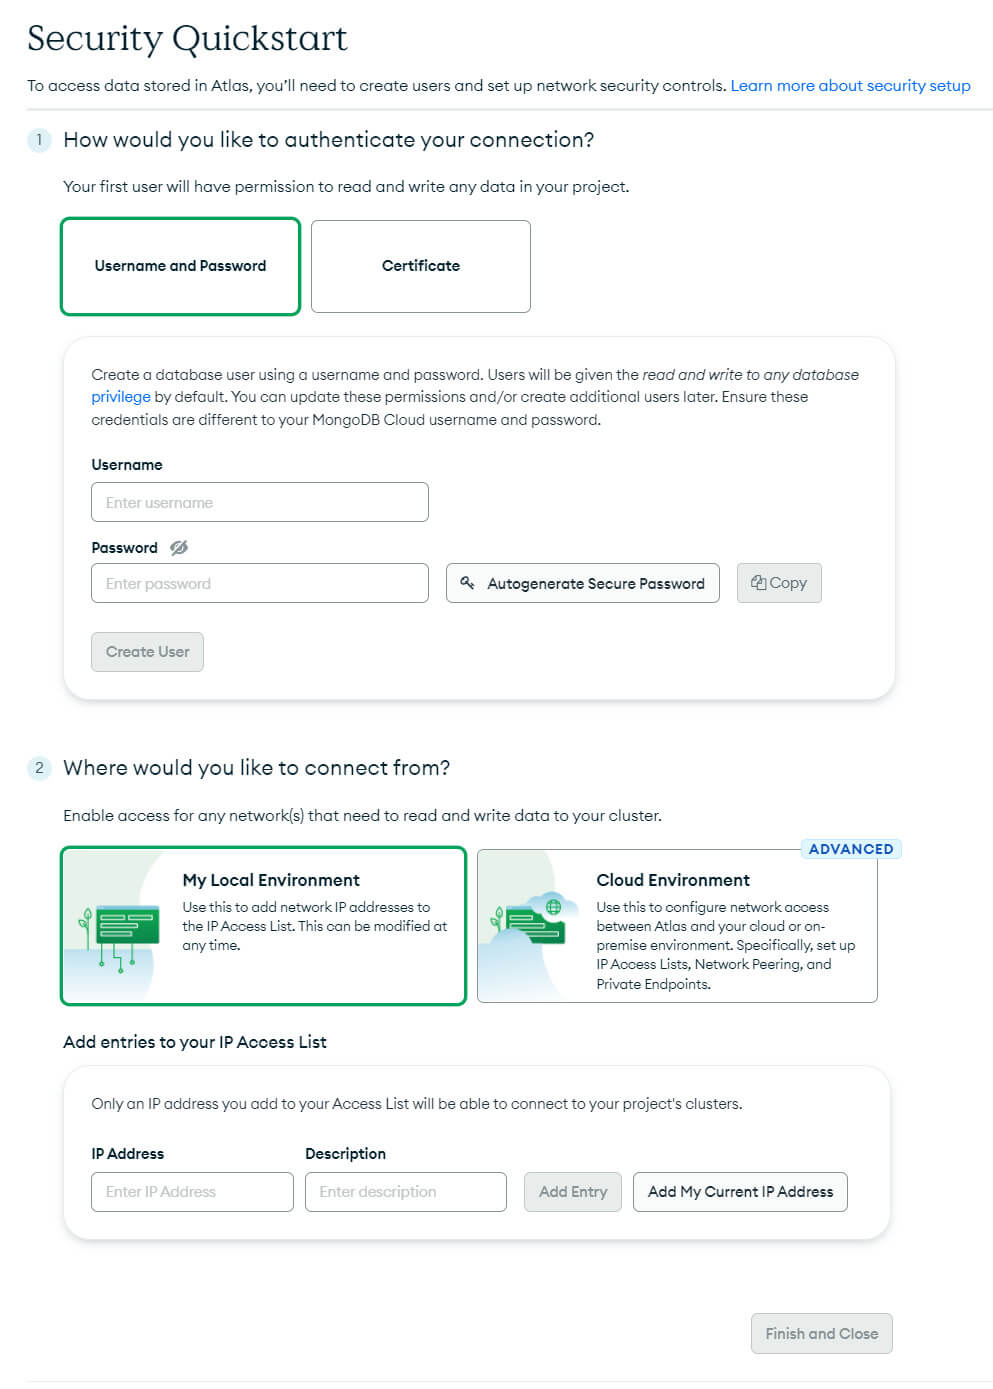 Security Quickstart
To access data stored in Atlas, you'll need to create users and set up network security controls. Learn more about security setup
1 How would you like to authenticate your connection?
Your first user will have permission to read and write any data in your project.
Username and Password Certificate
Create a database user using a username and password. Users will be given the read and write to any database
privilege by default. You can update these permissions and/or create additional users later. Ensure these
credentials are different to your MongoDB Cloud username and password.
Username
Enter username
Password
Enter password Autogenerate Secure Password Copy
Create User
2 Where would you like to connect from?
Enable access for any network(s) that need to read and write data to your cluster.
My Local Environment
Use this to add network IP addresses to
the IP Access List. This can be modified at
any time.
ADVANCED
Cloud Environment
Use this to configure network access
between Atlas and your cloud or on-
premise environment. Specifically, set up
IP Access Lists, Network Peering, and
Private Endpoints.
Add entries to your IP Access List
Only an IP address you add to your Access List will be able to connect to your project's clusters.
IP Address Description
Enter IP Address Enter description Add Entry Add My Current IP Address
Finish and Close